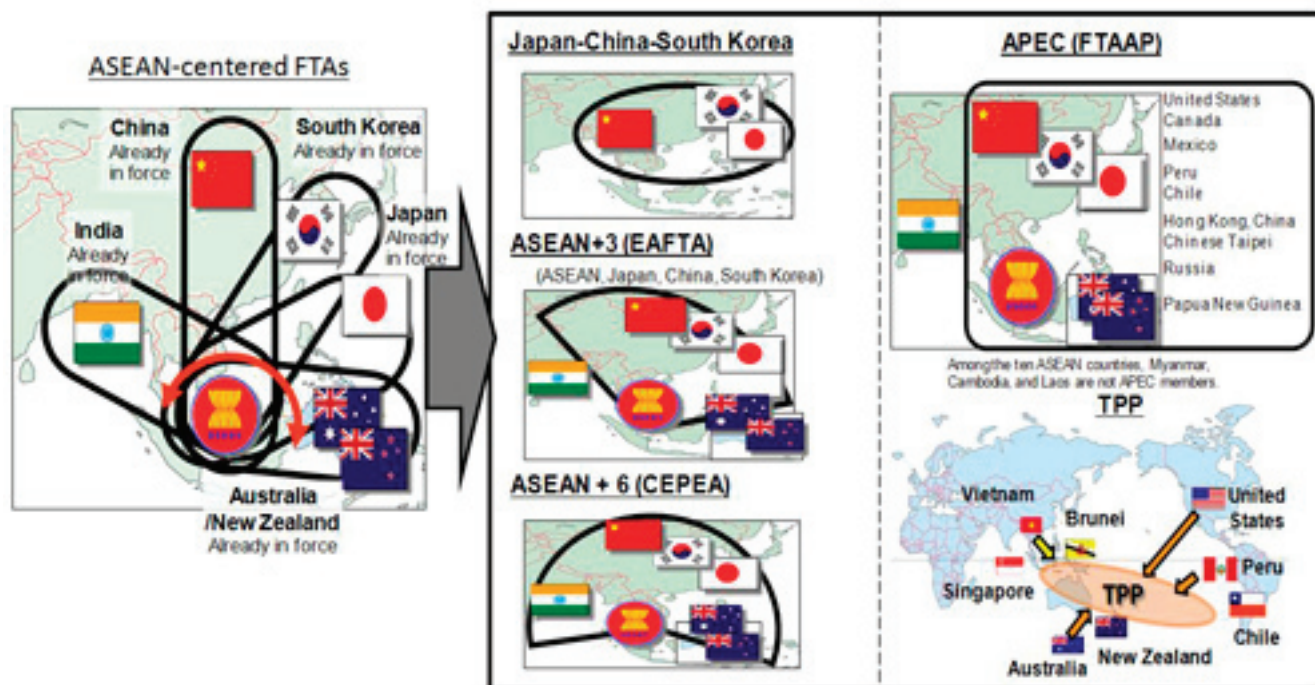 ASEAN-centered FTAs
China
Already in force
South Korea
Already in force
India
Already in force
Japan
Already in force
Australia
/New Zealand
Already in force
Japan-China-South Korea
ASEAN+3 (EAFTA)
(ASEAN, Japan, China, South Korea)
ASEAN + 6 (CEPEA)
APEC (FTAAP)
United States
Canada
Mexico
Peru
Chile
Hong Kong, China
Chinese Taipei
Russia
Papua New Guinea
Among the ten ASEAN countries, Myanmar,
Cambodia, and Laos are not APEC members.
TPP
Vietnam
Brunei
United
States
Singapore
TPP
Peru
Chile
Australia
New Zealand